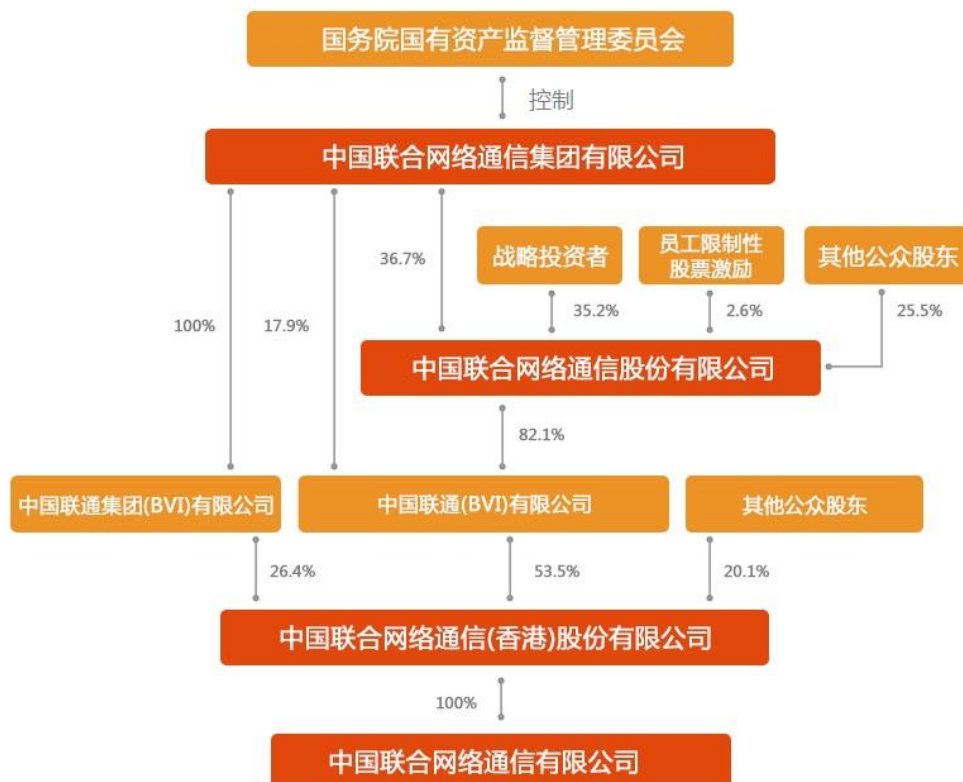 国务院国有资产监督管理委员会
控制
中国联合网络通信集团有限公司
36.7%
战略投资者
员工限制性
股票激励
其他公众股东
100%
17.9%
35.2%
2.6%
25.5%
中国联合网络通信股份有限公司
82.1%
中国联通集团(BVI)有限公司
中国联通(BVI)有限公司
其他公众股东
26.4%
53.5%
20.1%
中国联合网络通信(香港)股份有限公司
100%
中国联合网络通信有限公司